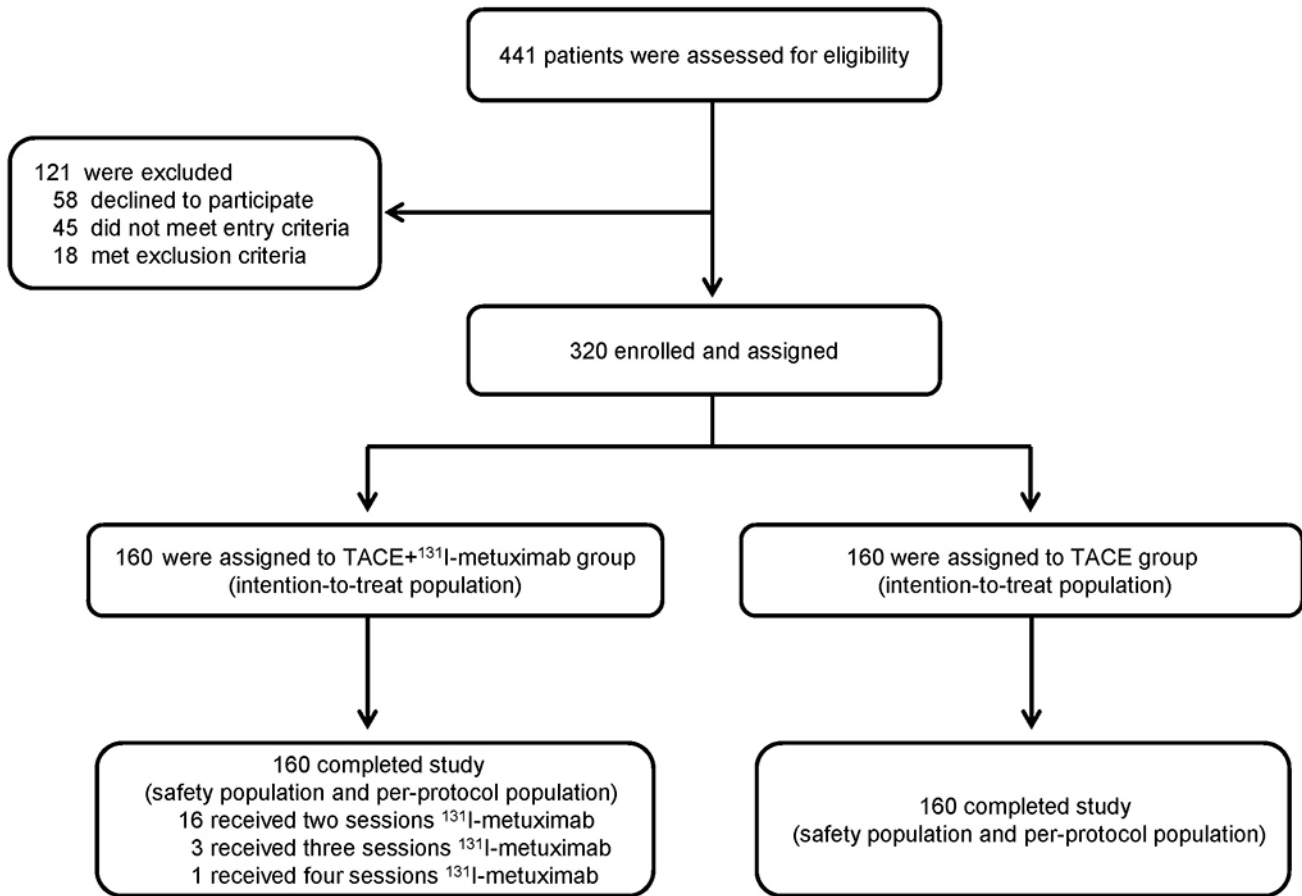 441 patients were assessed for eligibility
121 were excluded
58 declined to participate
45 did not meet entry criteria
18 met exclusion criteria
320 enrolled and assigned
160 were assigned to TACE+¹³¹I-metuximab group
(intention-to-treat population)
160 were assigned to TACE group
(intention-to-treat population)
160 completed study
(safety population and per-protocol population)
16 received two sessions ¹³¹I-metuximab
3 received three sessions ¹³¹I-metuximab
1 received four sessions ¹³¹I-metuximab
160 completed study
(safety population and per-protocol population)